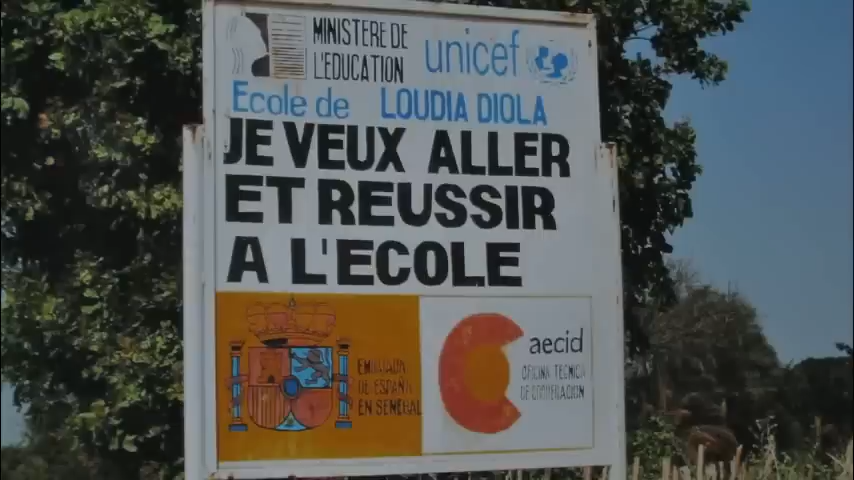 MINISTERE DE
L'EDUCATION
unicef
Ecole de LOUDIA DIOLA
JE VEUX ALLER
ET REUSSIR
A L'ECOLE
EMBAJADA
DE ESPAÑA
EN SENEGAL
aecid
OFICINA TECNICA
DE COOPERACION